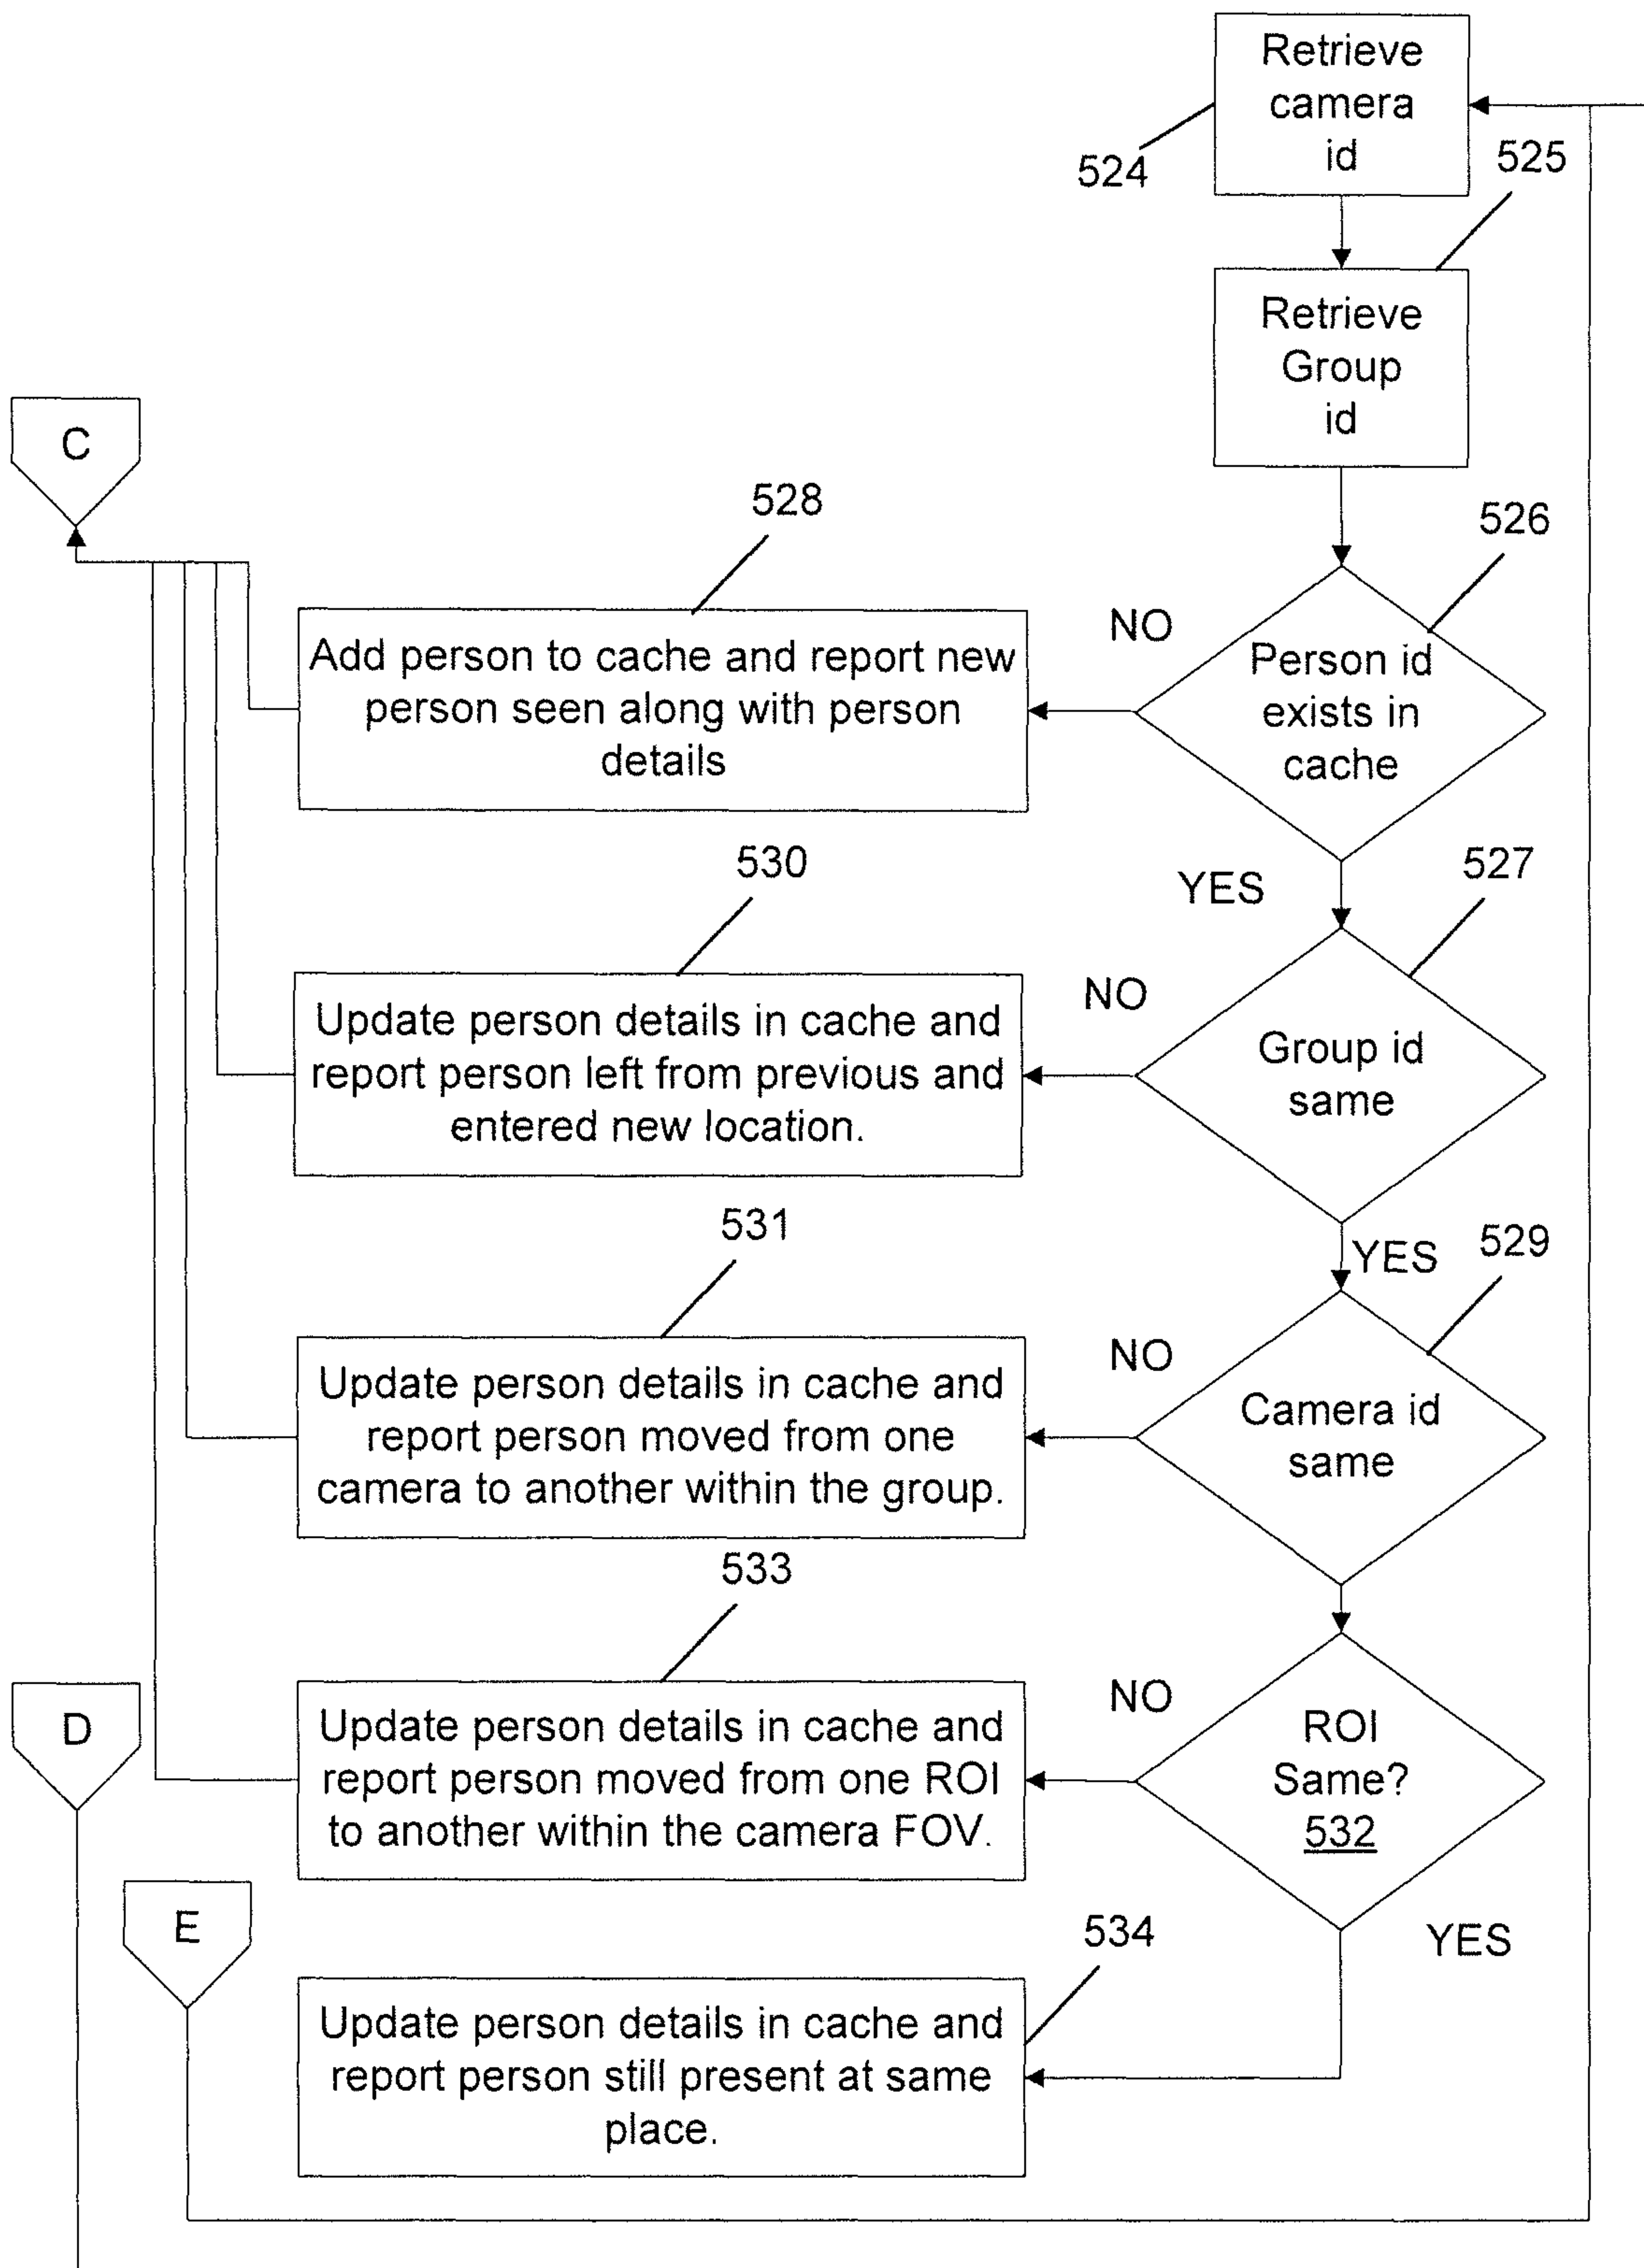 Retrieve
camera
id
524
525
Retrieve
Group
id
C
528
526
Add person to cache and report new
person seen along with person
details
NO
Person id
exists in
cache
530
YES
527
Update person details in cache and
report person left from previous and
entered new location.
NO
Group id
same
531
YES
529
Update person details in cache and
report person moved from one
camera to another within the group.
NO
Camera id
same
533
D
Update person details in cache and
report person moved from one ROI
to another within the camera FOV.
NO
ROI
Same?
532
E
534
YES
Update person details in cache and
report person still present at same
place.